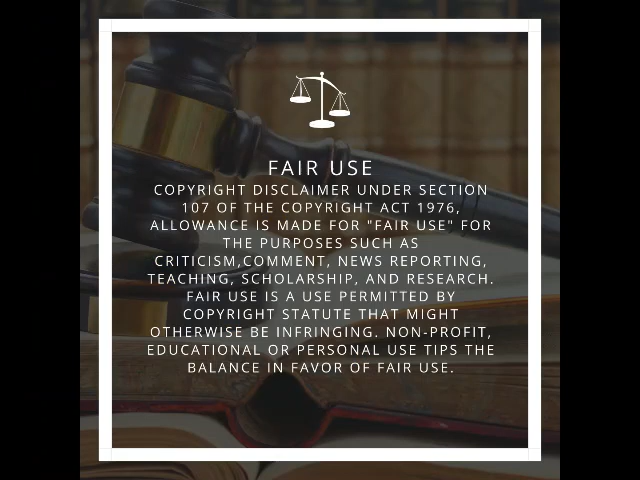 FAIR USE
COPYRIGHT DISCLAIMER UNDER SECTION
107 OF THE COPYRIGHT ACT 1976,
ALLOWANCE IS MADE FOR "FAIR USE" FOR
THE PURPOSES SUCH AS
CRITICISM,COMMENT, NEWS REPORTING,
TEACHING, SCHOLARSHIP, AND RESEARCH.
FAIR USE IS A USE PERMITTED BY
COPYRIGHT STATUTE THAT MIGHT
OTHERWISE BE INFRINGING. NON-PROFIT,
EDUCATIONAL OR PERSONAL USE TIPS THE
BALANCE IN FAVOR OF FAIR USE.